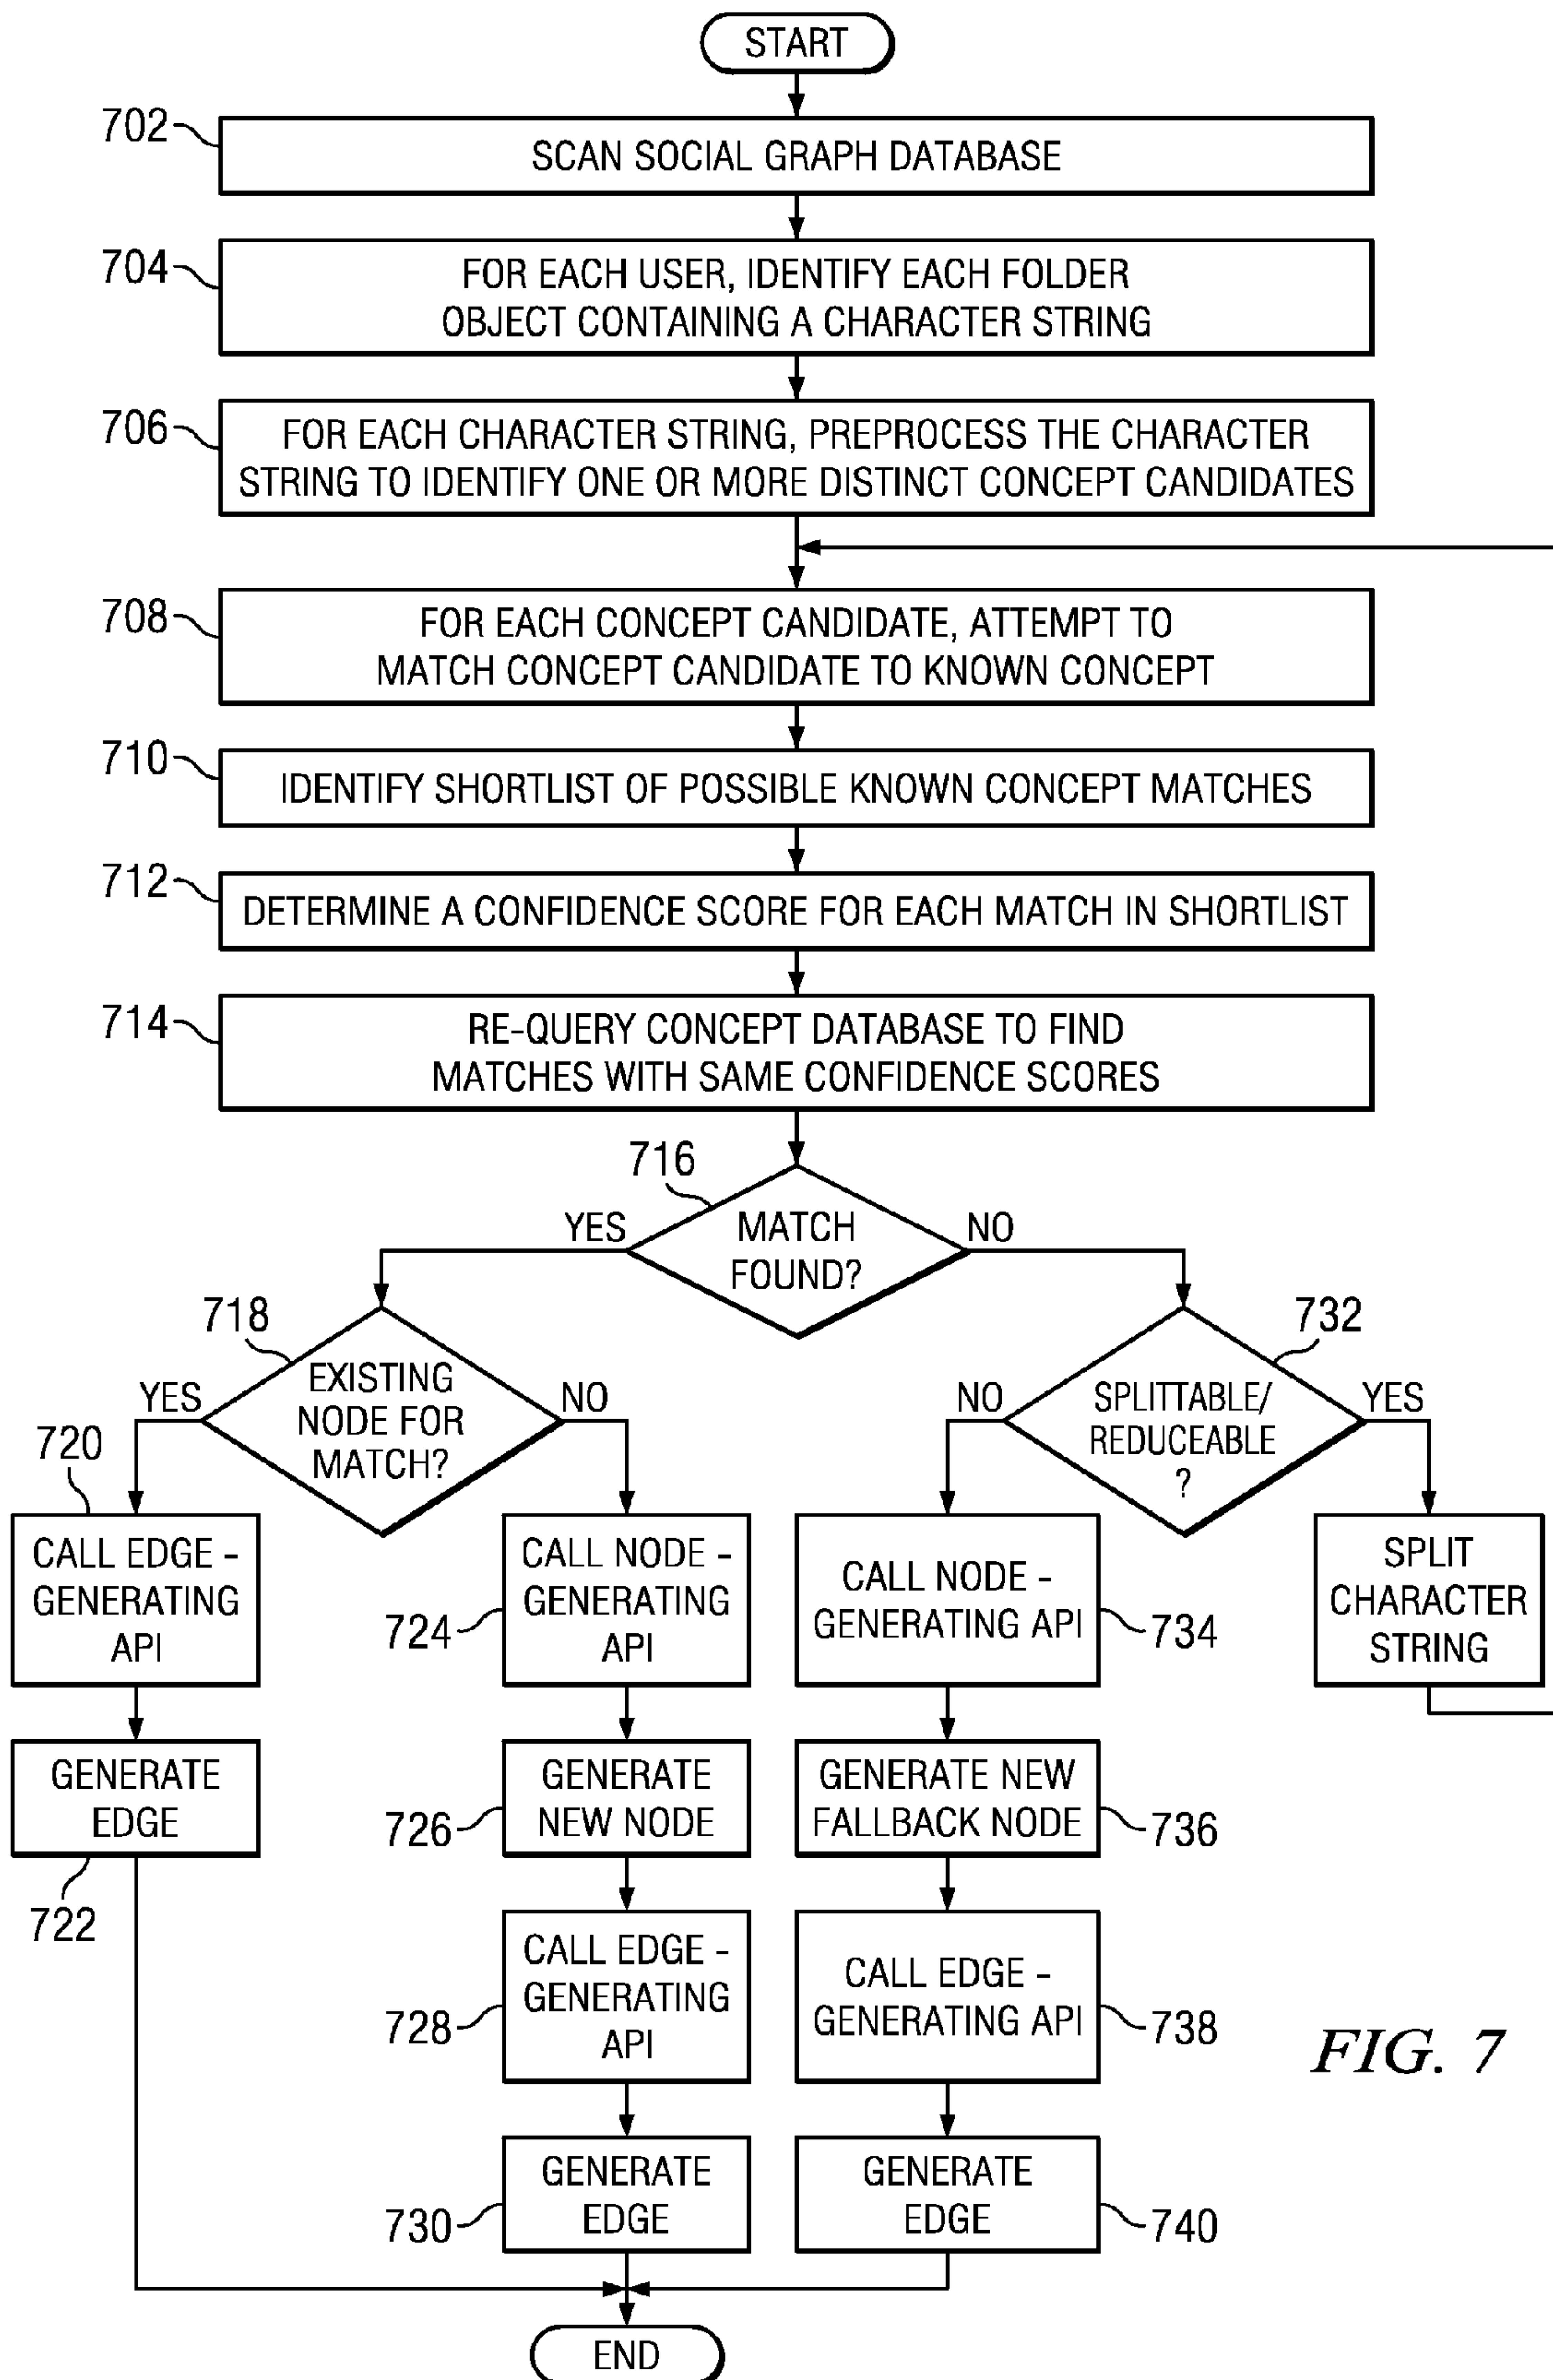 START
702
SCAN SOCIAL GRAPH DATABASE
704
FOR EACH USER, IDENTIFY EACH FOLDER
OBJECT CONTAINING A CHARACTER STRING
706
FOR EACH CHARACTER STRING, PREPROCESS THE CHARACTER
STRING TO IDENTIFY ONE OR MORE DISTINCT CONCEPT CANDIDATES
708
FOR EACH CONCEPT CANDIDATE, ATTEMPT TO
MATCH CONCEPT CANDIDATE TO KNOWN CONCEPT
710
IDENTIFY SHORTLIST OF POSSIBLE KNOWN CONCEPT MATCHES
712
DETERMINE A CONFIDENCE SCORE FOR EACH MATCH IN SHORTLIST
714
RE-QUERY CONCEPT DATABASE TO FIND
MATCHES WITH SAME CONFIDENCE SCORES
716
YES
MATCH
FOUND?
NO
718
YES
EXISTING
NODE FOR
MATCH?
NO
732
NO
SPLITTABLE/
REDUCEABLE
?
YES
720
CALL EDGE -
GENERATING
API
724
CALL NODE -
GENERATING
API
CALL NODE -
GENERATING API
734
SPLIT
CHARACTER
STRING
GENERATE
EDGE
722
726
GENERATE
NEW NODE
GENERATE NEW
FALLBACK NODE
736
728
CALL EDGE -
GENERATING
API
CALL EDGE -
GENERATING API
738
FIG. 7
730
GENERATE
EDGE
GENERATE
EDGE
740
END